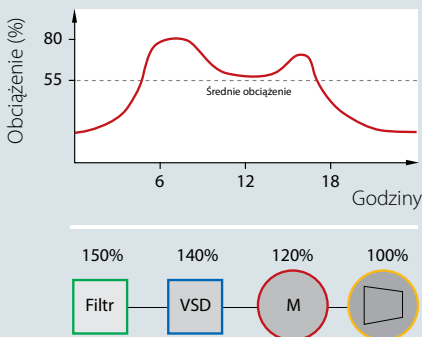 Obciążenie (%)
80
55
Średnie obciążenie
6 12 18
Godziny
150% 140% 120% 100%
Filtr VSD M